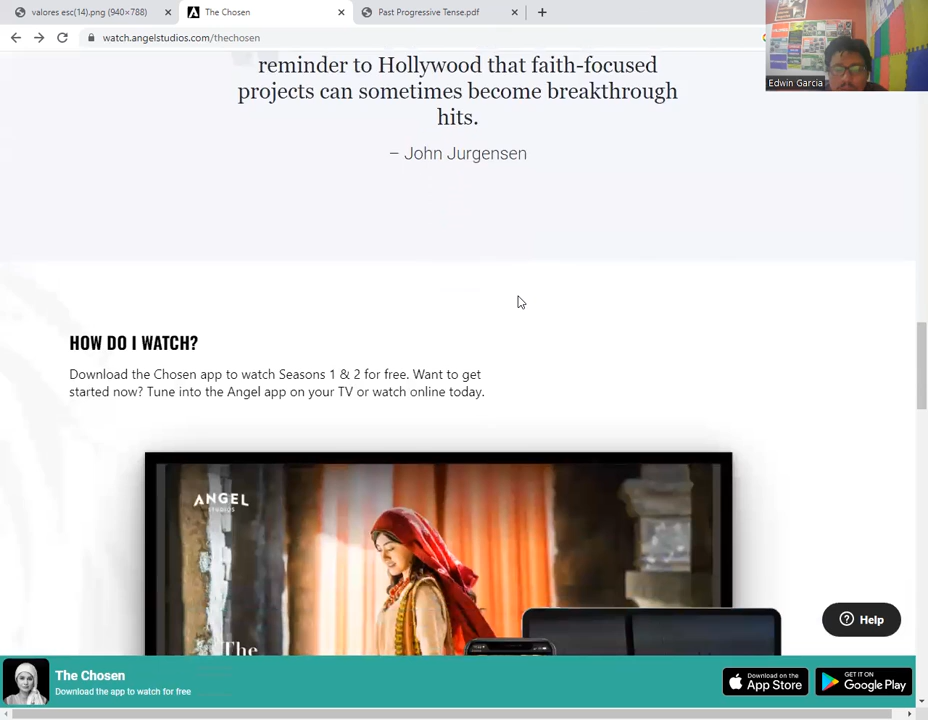 valores esc(14).png (940×788)
The Chosen
Past Progressive Tense.pdf
watch.angelstudios.com/thechosen
Edwin Garcia
reminder to Hollywood that faith-focused
projects can sometimes become breakthrough
hits.
– John Jurgensen
HOW DO I WATCH?
Download the Chosen app to watch Seasons 1 & 2 for free. Want to get
started now? Tune into the Angel app on your TV or watch online today.
ANGEL
STUDIOS
The
Help
The Chosen
Download the app to watch for free
Download on the
App Store
GET IT ON
Google Play